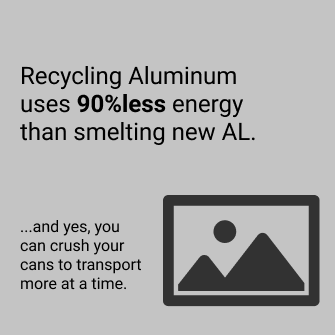 Recycling Aluminum
uses 90%less energy
than smelting new AL.
...and yes, you
can crush your
cans to transport
more at a time.